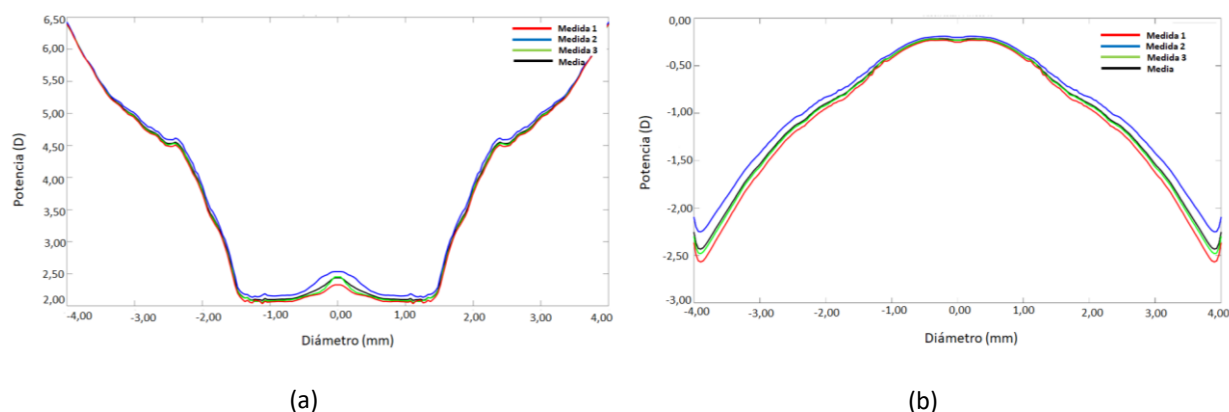 6,50
6,00
5,50
5,00
4,50
4,00
3,50
3,00
2,50
2,00
Potencia (D)
-4,00 -3,00 -2,00 -1,00 0,00 1,00 2,00 3,00 4,00
Diámetro (mm)
Medida 1
Medida 2
Medida 3
Media
(a)
0,00
-0,50
-1,00
-1,50
-2,00
-2,50
-3,00
Potencia (D)
-4,00 -3,00 -2,00 -1,00 0,00 1,00 2,00 3,00 4,00
Diámetro (mm)
Medida 1
Medida 2
Medida 3
Media
(b)